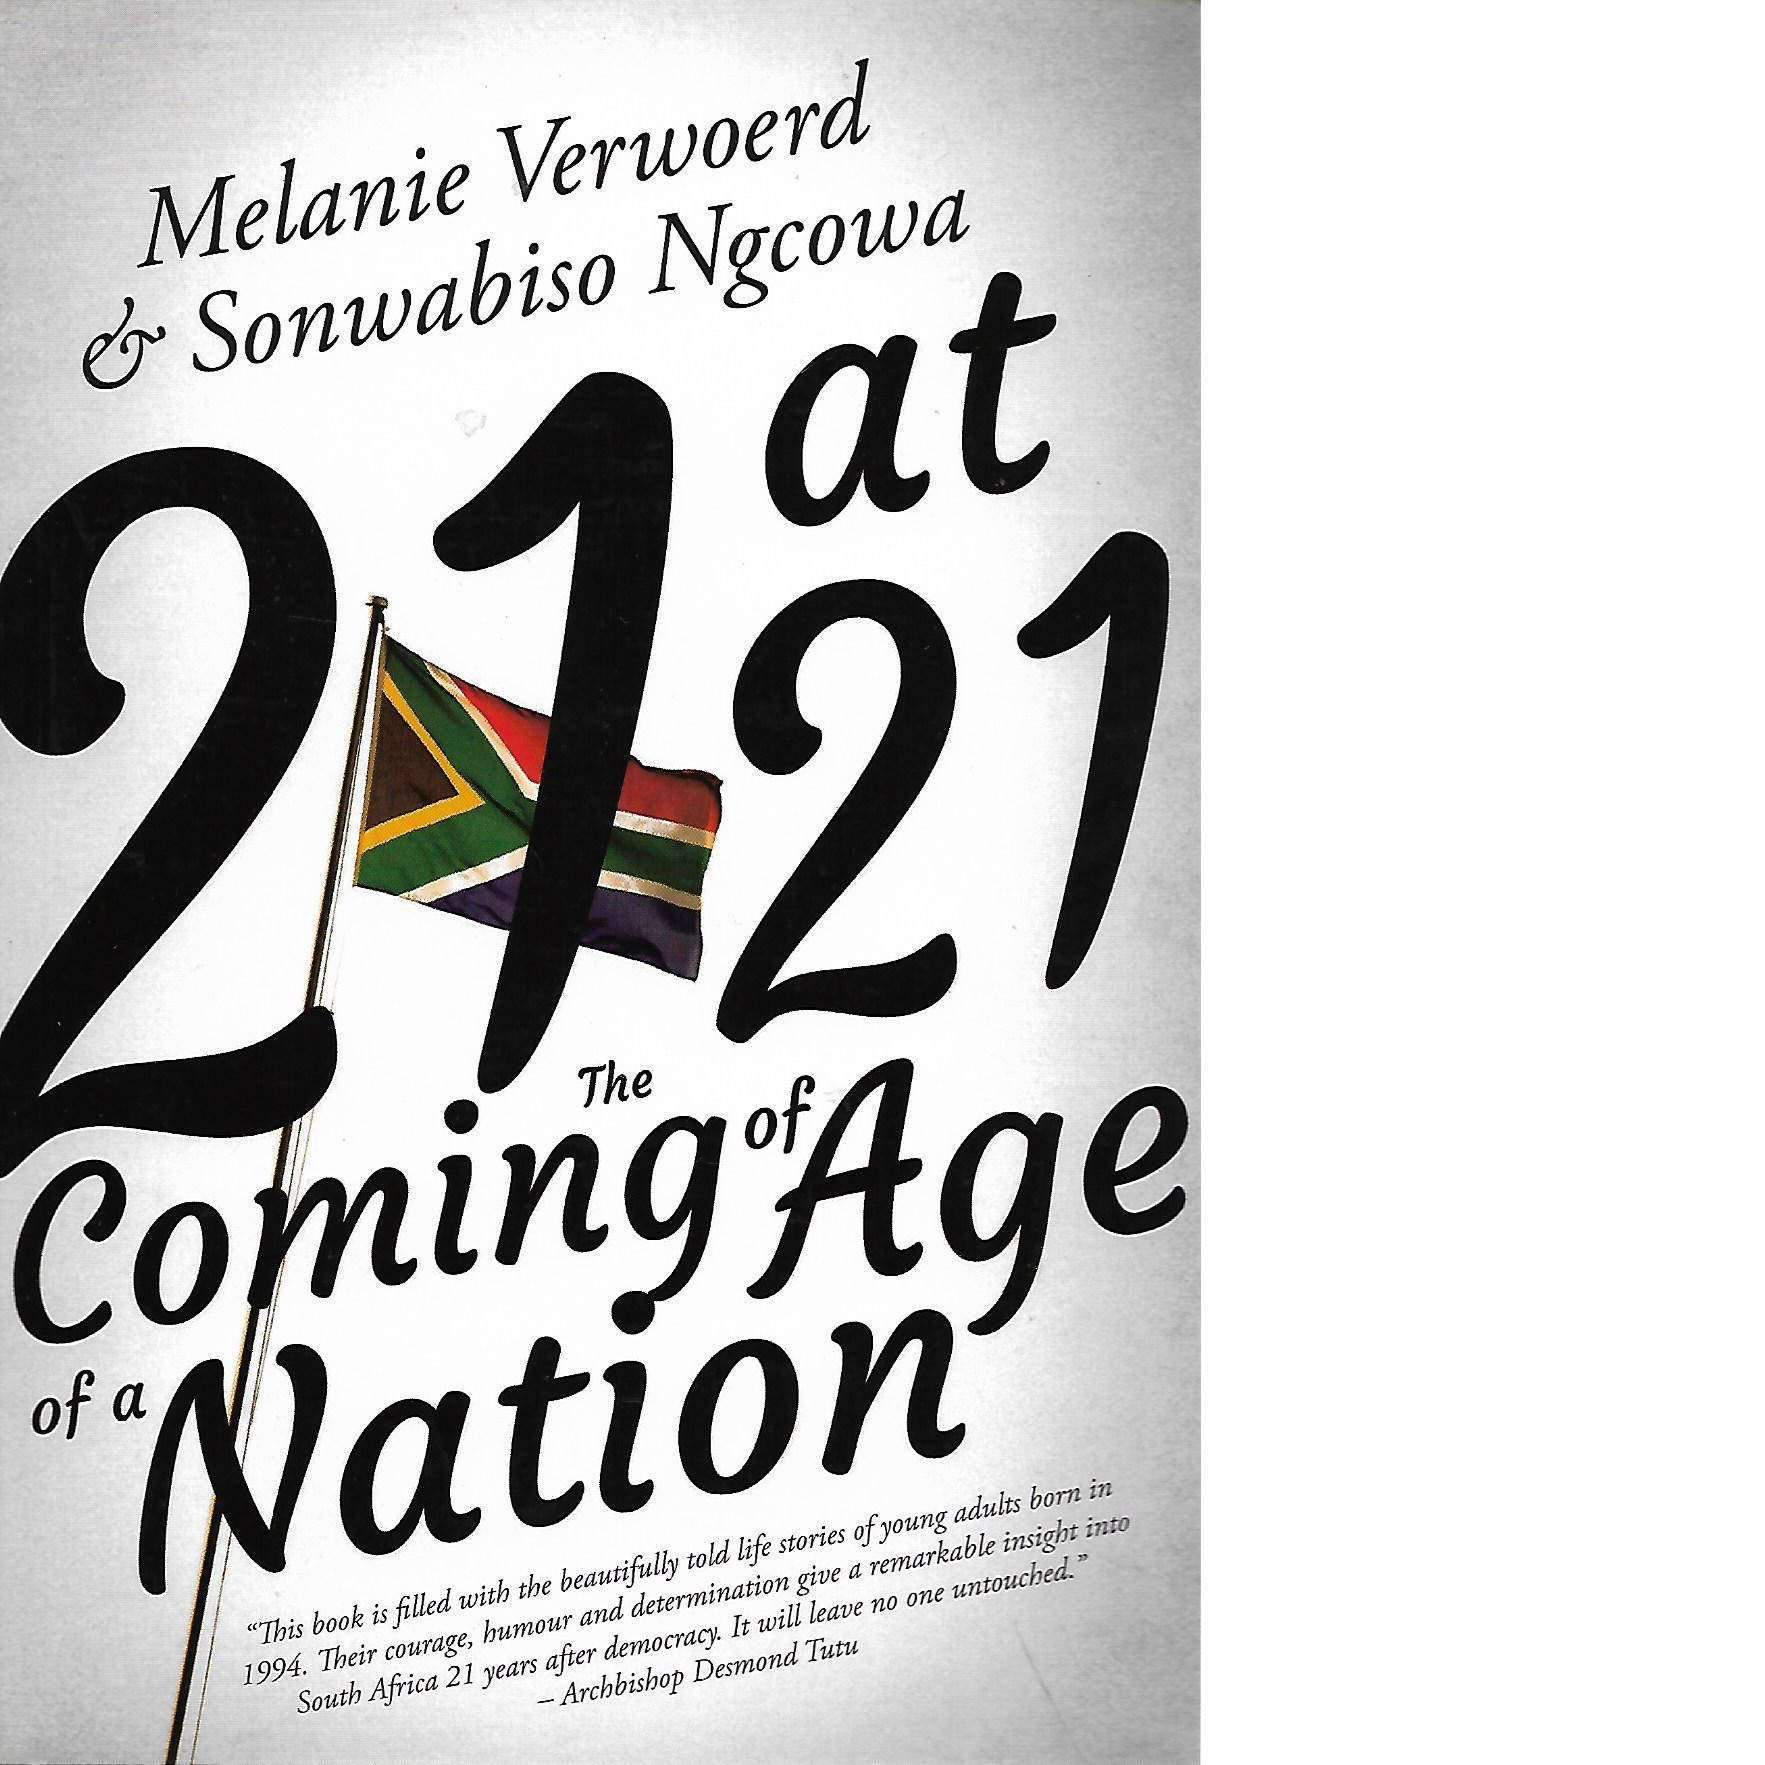 Melanie Verwoerd
& Sonwabiso Ngcowa
21 at
21
The
Coming of Age
of a Nation
“This book is filled with the beautifully told life stories of young adults born in
1994. Their courage, humour and determination give a remarkable insight into
South Africa 21 years after democracy. It will leave no one untouched.”
– Archbishop Desmond Tutu